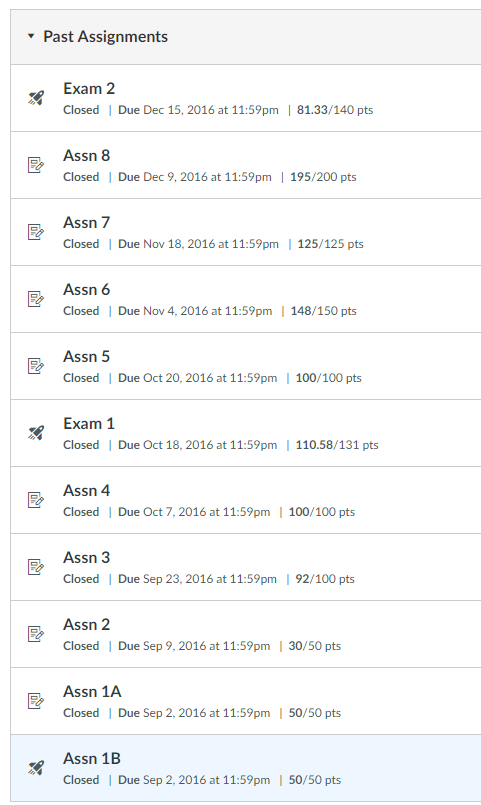 Past Assignments
Exam 2
Closed | Due Dec 15, 2016 at 11:59pm | 81.33/140 pts
Assn 8
Closed | Due Dec 9, 2016 at 11:59pm | 195/200 pts
Assn 7
Closed | Due Nov 18, 2016 at 11:59pm | 125/125 pts
Assn 6
Closed | Due Nov 4, 2016 at 11:59pm | 148/150 pts
Assn 5
Closed | Due Oct 20, 2016 at 11:59pm | 100/100 pts
Exam 1
Closed | Due Oct 18, 2016 at 11:59pm | 110.58/131 pts
Assn 4
Closed | Due Oct 7, 2016 at 11:59pm | 100/100 pts
Assn 3
Closed | Due Sep 23, 2016 at 11:59pm | 92/100 pts
Assn 2
Closed | Due Sep 9, 2016 at 11:59pm | 30/50 pts
Assn 1A
Closed | Due Sep 2, 2016 at 11:59pm | 50/50 pts
Assn 1B
Closed | Due Sep 2, 2016 at 11:59pm | 50/50 pts